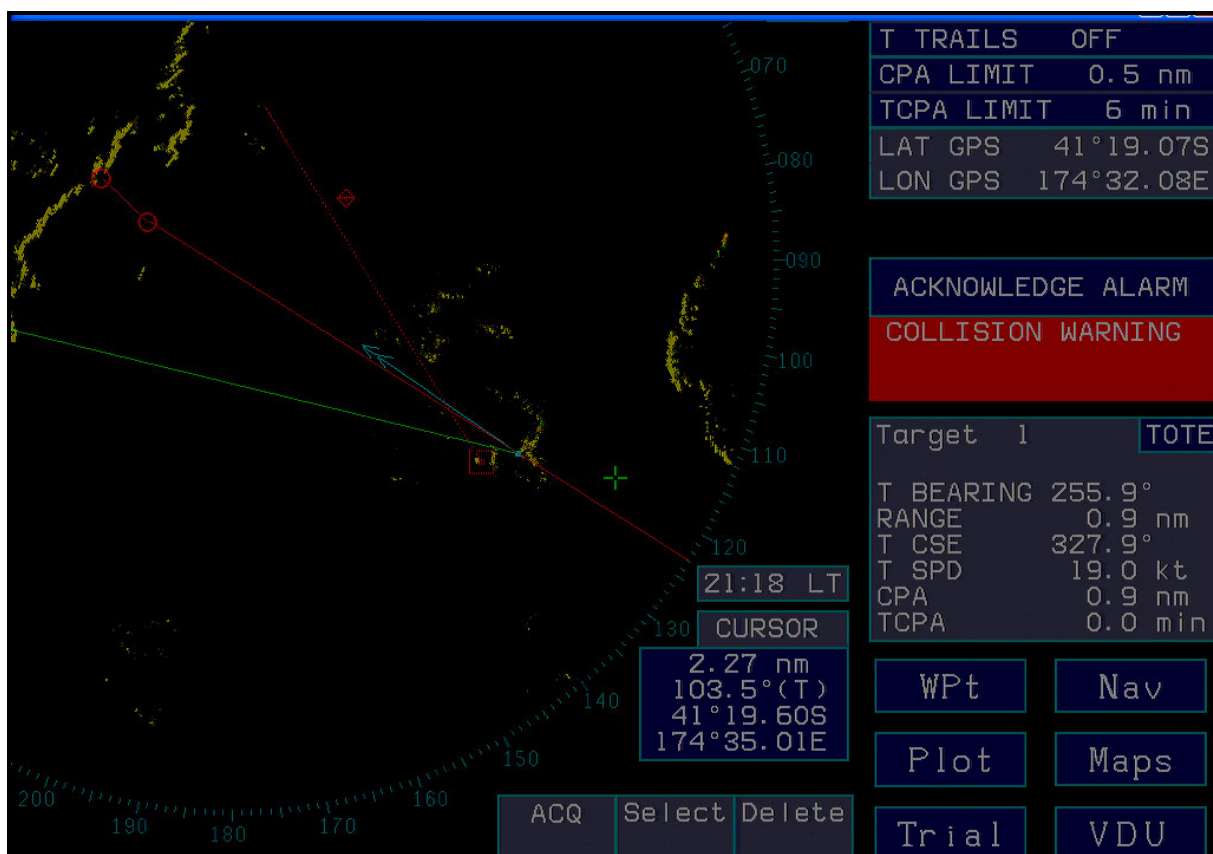 T TRAILS OFF
CPA LIMIT 0.5 nm
TCPA LIMIT 6 min
LAT GPS 41°19.07S
LON GPS 174°32.08E
ACKNOWLEDGE ALARM
COLLISION WARNING
Target 1 TOTE
T BEARING 255.9°
RANGE 0.9 nm
T CSE 327.9°
T SPD 19.0 kt
CPA 0.9 nm
TCPA 0.0 min
WPt Nav
Plot Maps
Trial VDU
070
080
090
100
110
120
130
140
150
160
170
180
190
200
21:18 LT
CURSOR
2.27 nm
103.5°(T)
41°19.60S
174°35.01E
ACQ Select Delete